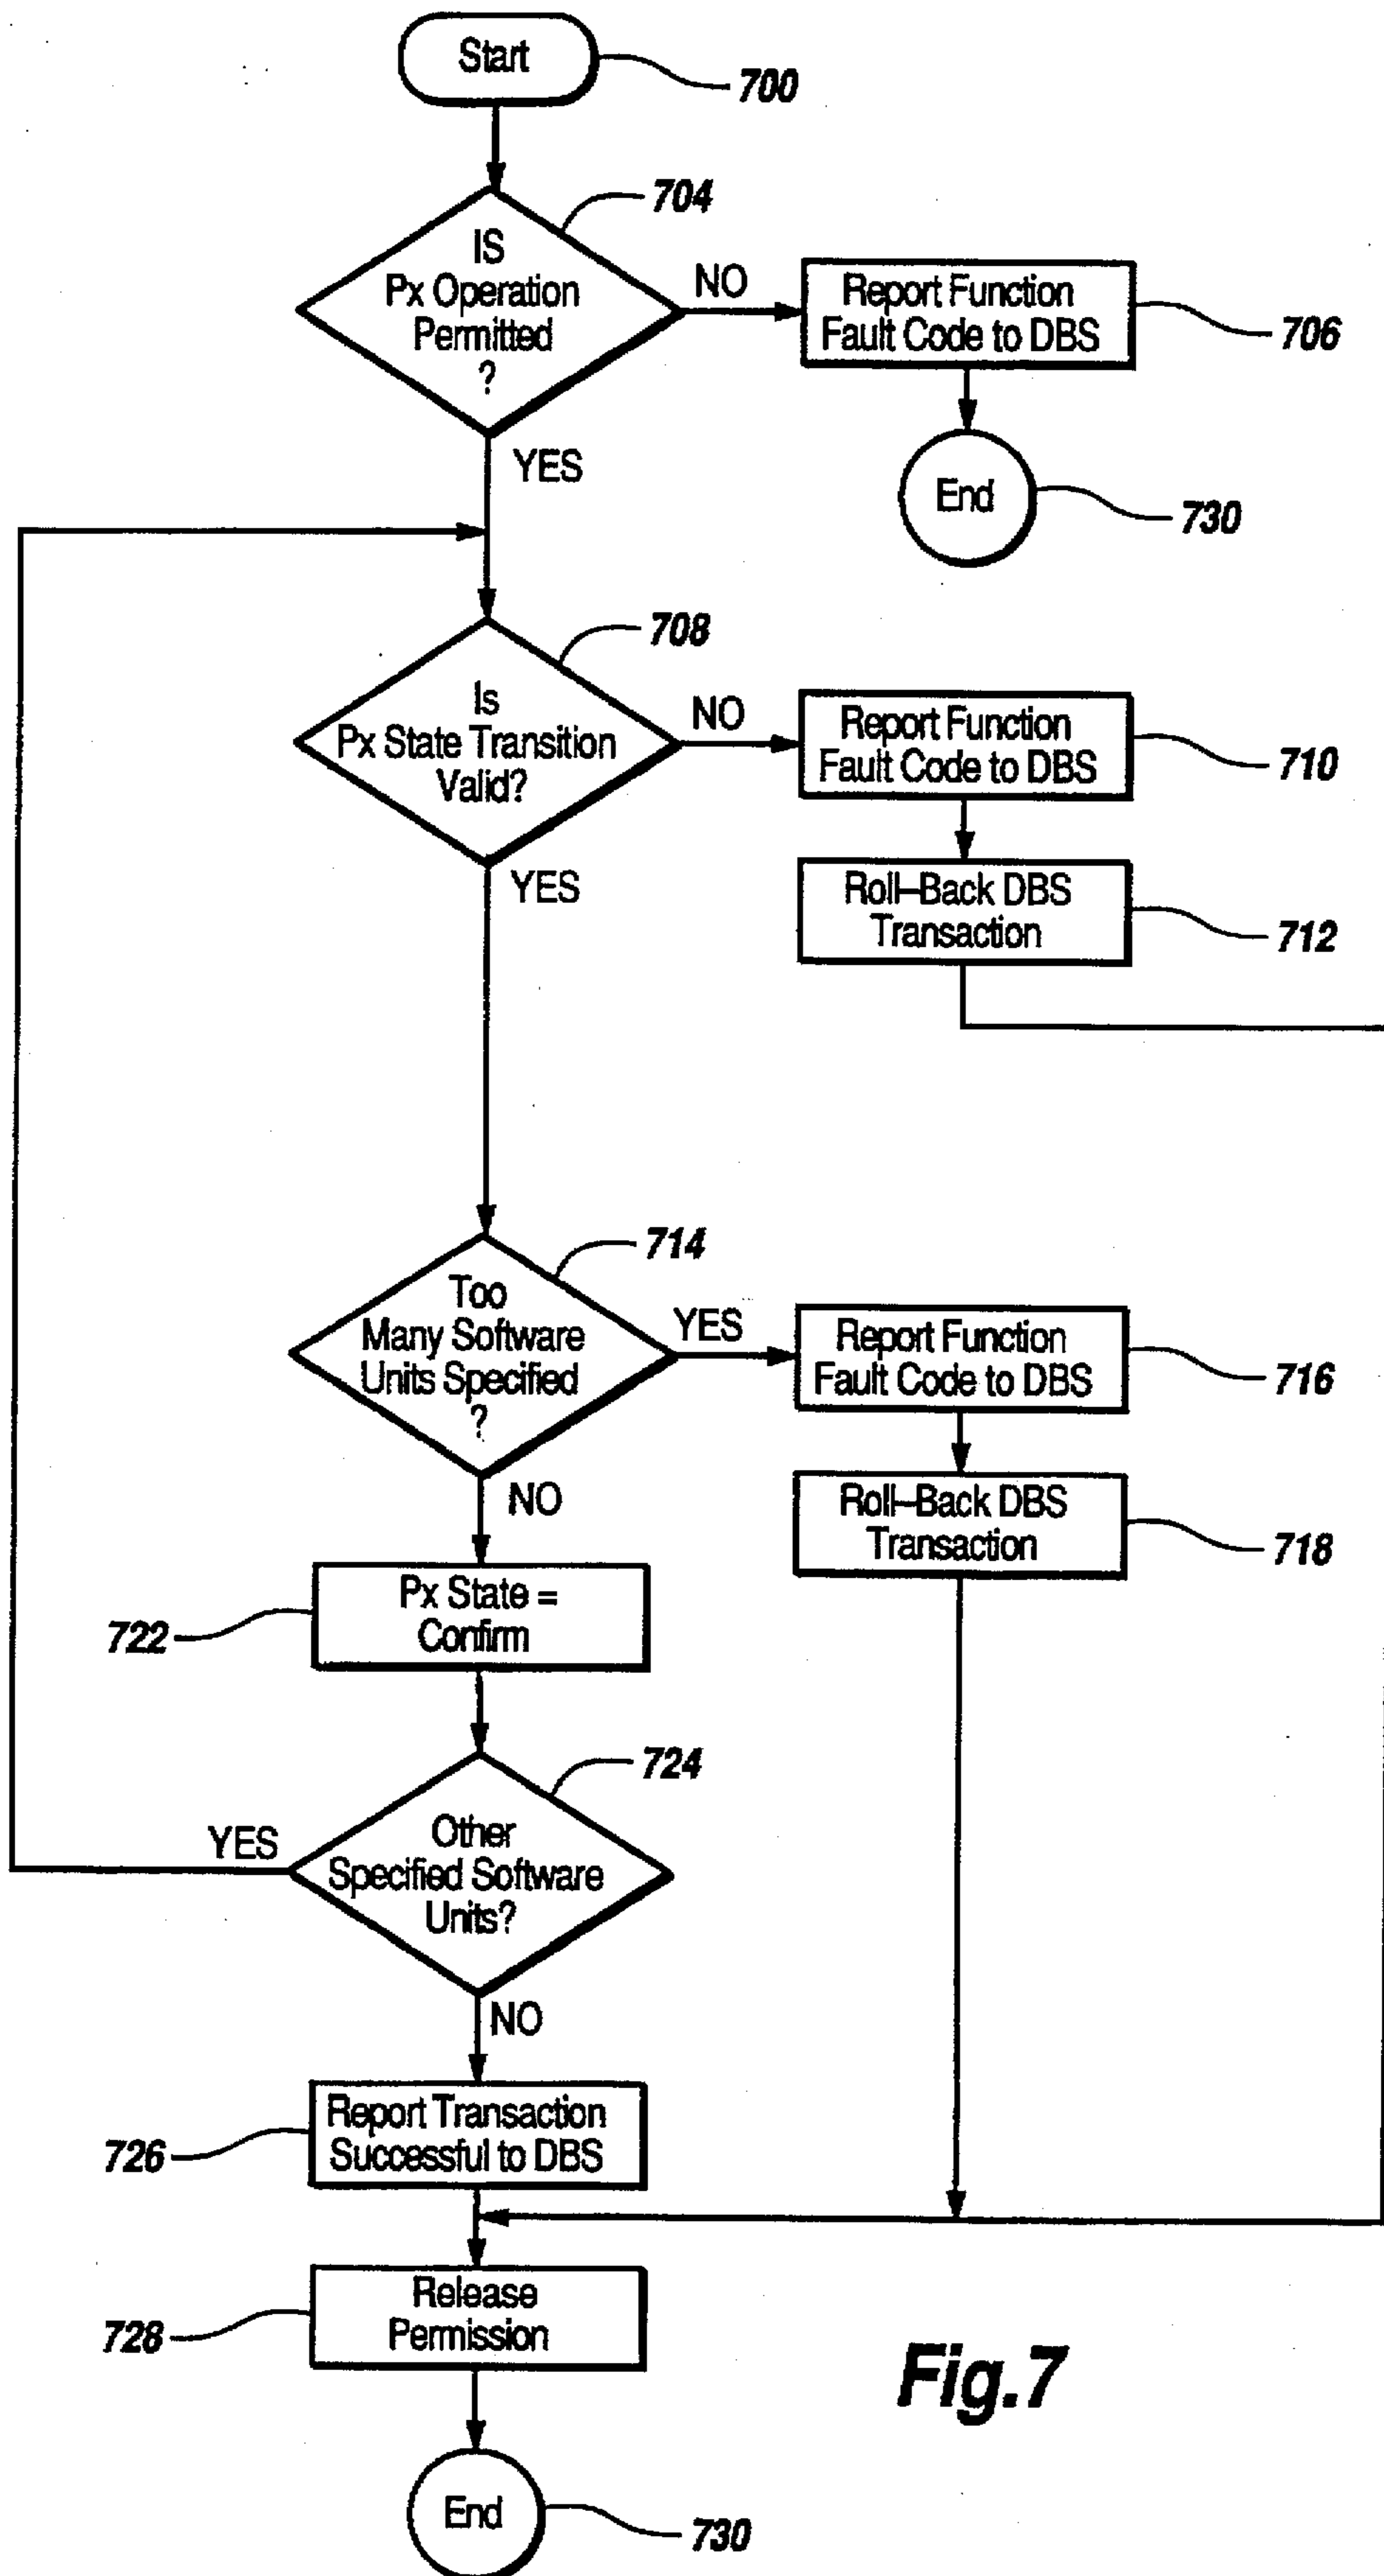 Start
700
704
IS
Px Operation
Permitted
?
NO
Report Function
Fault Code to DBS
706
YES
End
730
708
Is
Px State Transition
Valid?
NO
Report Function
Fault Code to DBS
710
YES
Roll–Back DBS
Transaction
712
714
Too
Many Software
Units Specified
?
YES
Report Function
Fault Code to DBS
716
NO
Roll–Back DBS
Transaction
718
Px State =
Confirm
722
724
Other
Specified Software
Units?
YES
NO
Report Transaction
Successful to DBS
726
Release
Permission
728
Fig.7
End
730